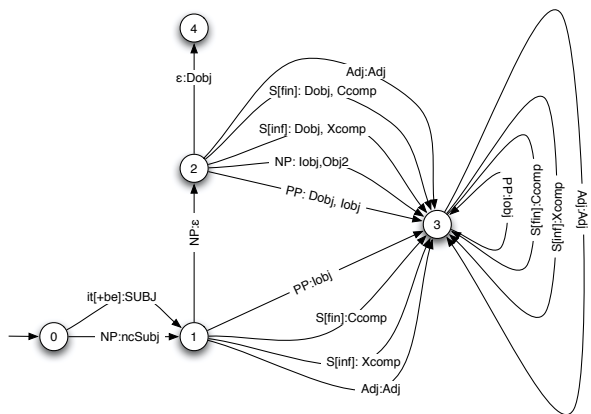 4
ε:Dobj
Adj:Adj
S[fin]: Dobj, Ccomp
S[inf]: Dobj, Xcomp
2
NP: Iobj,Obj2
PP: Dobj, Iobj
NP:ε
3
PP:Iobj
S[fin]:Ccomp
S[inf]:Xcomp
Adj:Adj
PP:Iobj
it[+be]:SUBJ
S[fin]:Ccomp
0
NP:ncSubj
1
S[inf]: Xcomp
Adj:Adj